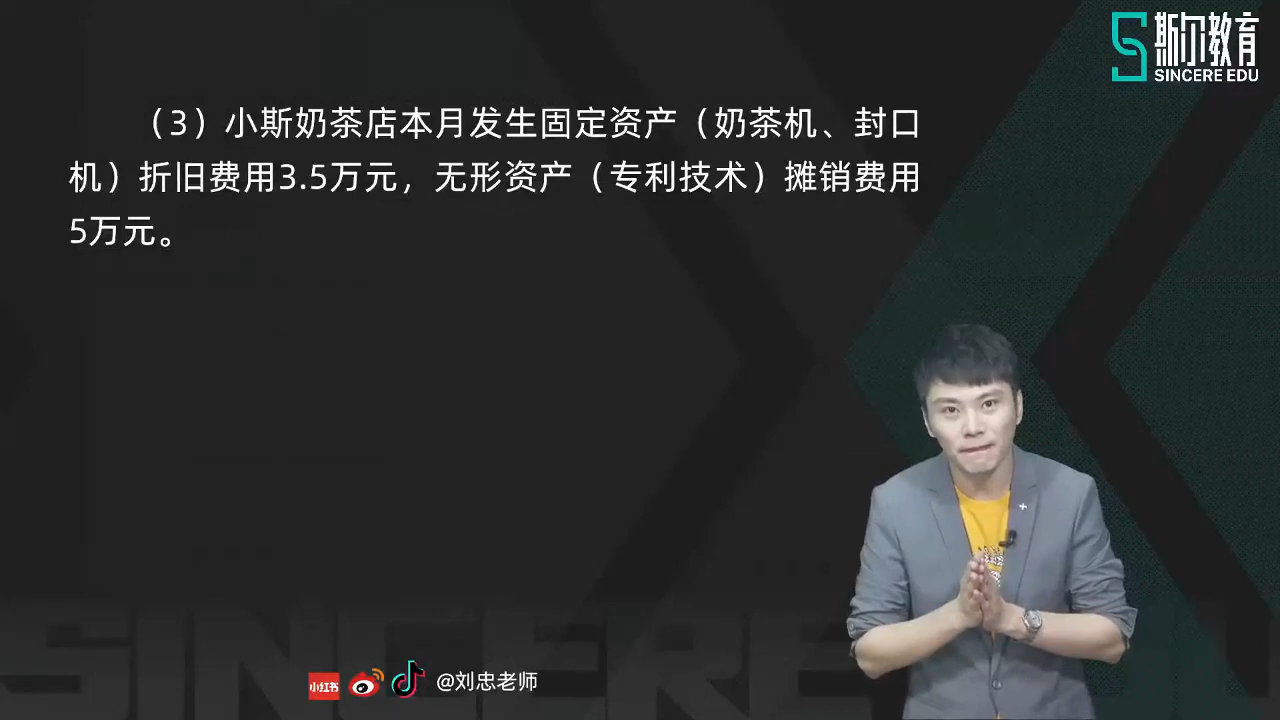 斯尔教育
SINCERE EDU
（3）小斯奶茶店本月发生固定资产（奶茶机、封口
机）折旧费用3.5万元，无形资产（专利技术）摊销费用
5万元。
SINCERE
小红书
@刘忠老师